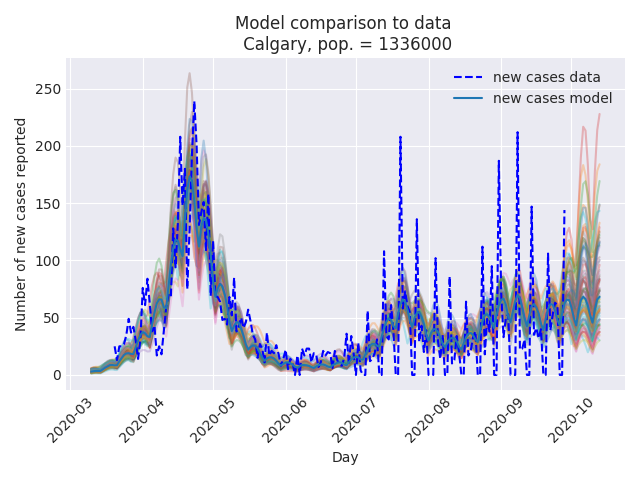 Model comparison to data
Calgary, pop. = 1336000
new cases data
new cases model
Number of new cases reported
250
200
150
100
50
0
2020-03
2020-04
2020-05
2020-06
2020-07
2020-08
2020-09
2020-10
Day